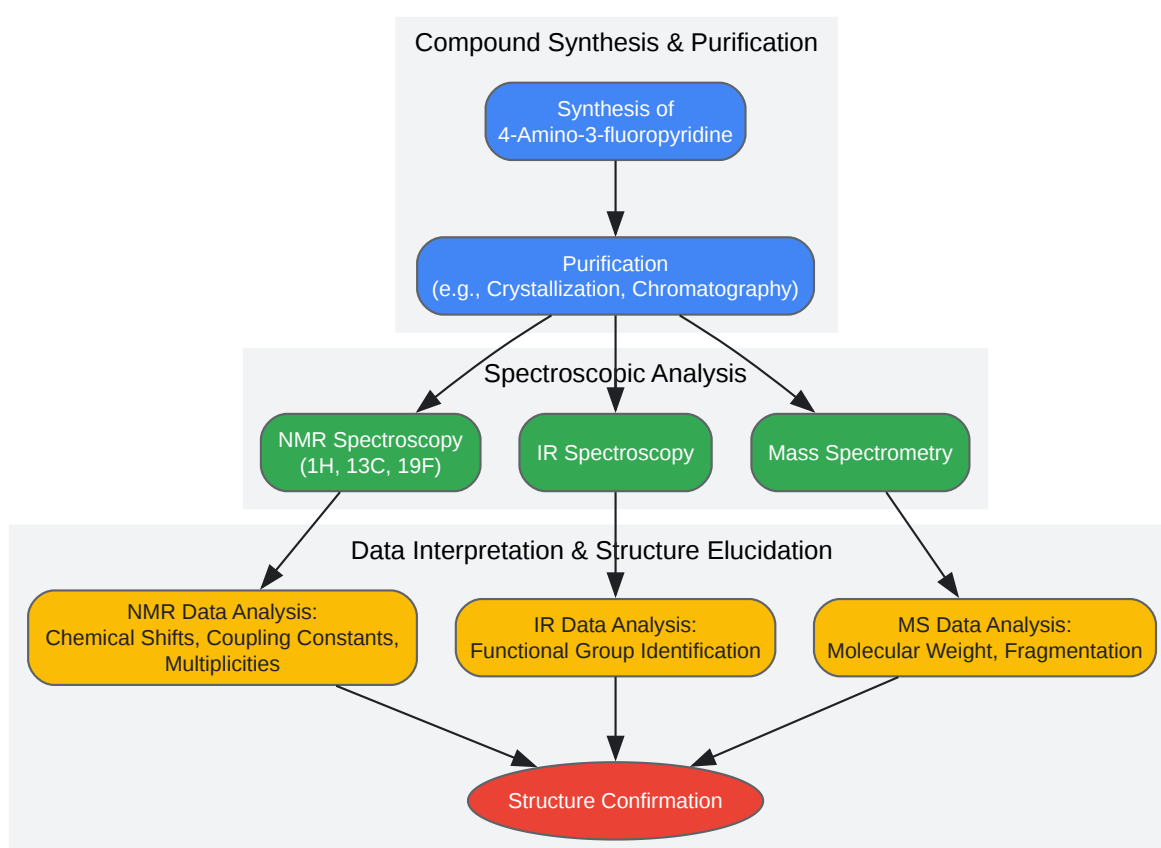 Compound Synthesis & Purification
Synthesis of
4-Amino-3-fluoropyridine
Purification
(e.g., Crystallization, Chromatography)
Spectroscopic Analysis
NMR Spectroscopy
(1H, 13C, 19F)
IR Spectroscopy
Mass Spectrometry
Data Interpretation & Structure Elucidation
NMR Data Analysis:
Chemical Shifts, Coupling Constants,
Multiplicities
IR Data Analysis:
Functional Group Identification
MS Data Analysis:
Molecular Weight, Fragmentation
Structure Confirmation